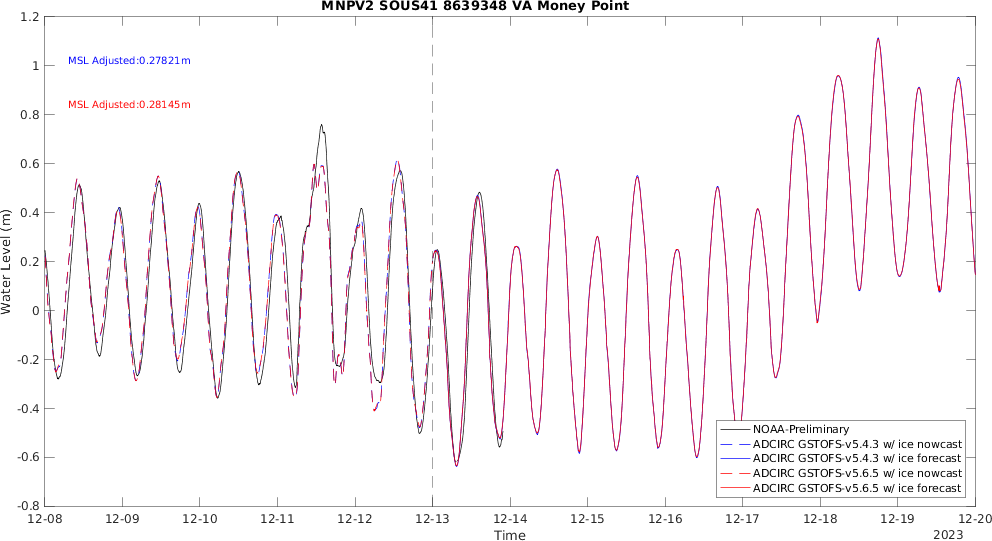 MNPV2 SOUS41 8639348 VA Money Point
MSL Adjusted:0.27821m
MSL Adjusted:0.28145m
Water Level (m)
1.2
1
0.8
0.6
0.4
0.2
0
-0.2
-0.4
-0.6
-0.8
NOAA-Preliminary
ADCIRC GSTOFS-v5.4.3 w/ ice nowcast
ADCIRC GSTOFS-v5.4.3 w/ ice forecast
ADCIRC GSTOFS-v5.6.5 w/ ice nowcast
ADCIRC GSTOFS-v5.6.5 w/ ice forecast
12-08 12-09 12-10 12-11 12-12 12-13 12-14 12-15 12-16 12-17 12-18 12-19 12-20
Time
2023